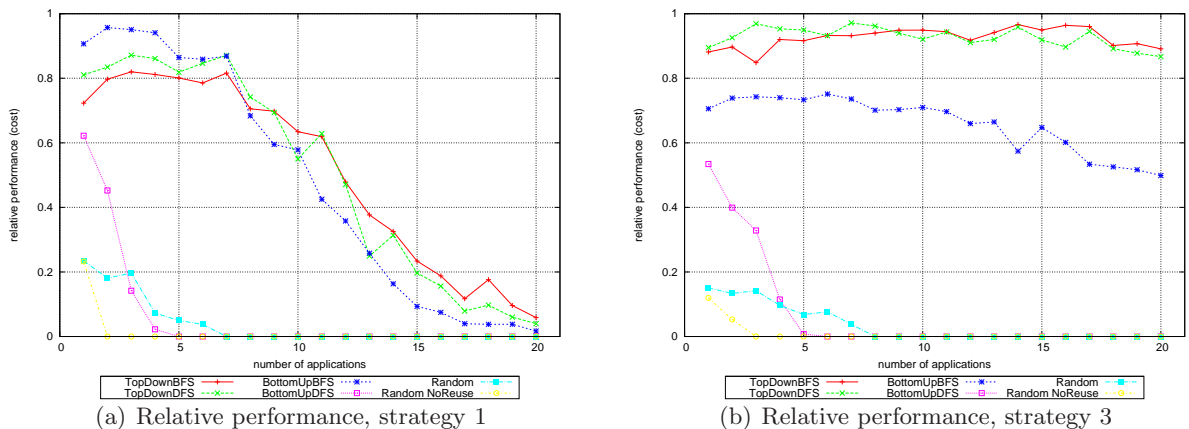 1
0.8
0.6
0.4
0.2
0
relative performance (cost)
0 5 10 15 20
number of applications
TopDownBFS BottomUpBFS Random
TopDownDFS BottomUpDFS Random NoReuse
(a) Relative performance, strategy 1
1
0.8
0.6
0.4
0.2
0
relative performance (cost)
0 5 10 15 20
number of applications
TopDownBFS BottomUpBFS Random
TopDownDFS BottomUpDFS Random NoReuse
(b) Relative performance, strategy 3